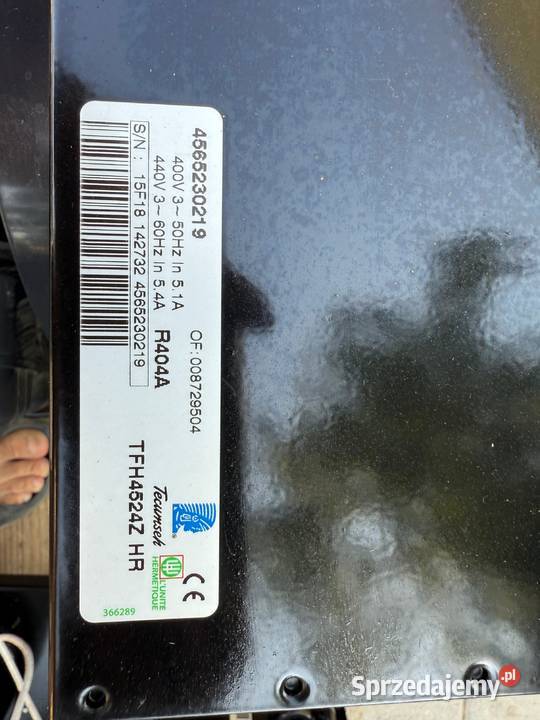 4565230219
400V 3~ 50Hz In 5.1A
440V 3~ 60Hz In 5.4A
S/N : 15F18 142732 4565230219
OF: 008729504
R404A
TFH4524Z HR
Tecumseh ®
L'UNITE
HERMETIQUE
CE
366289
Sprzedajemy.pl